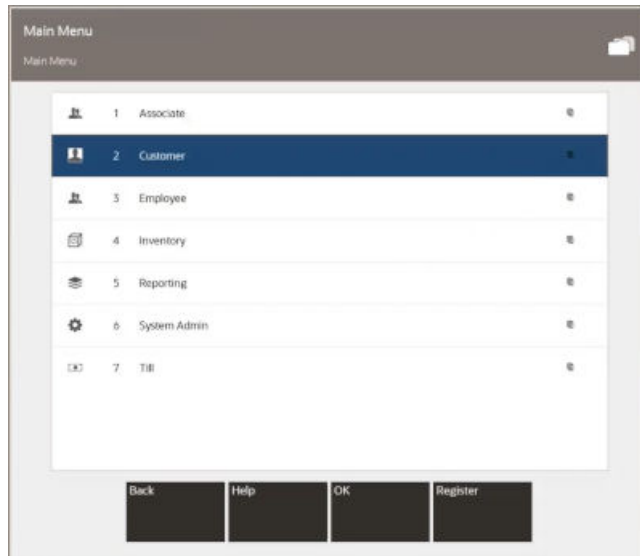 Main Menu
Main Menu
1 Associate
2 Customer
3 Employee
4 Inventory
5 Reporting
6 System Admin
7 Till
Back Help OK Register